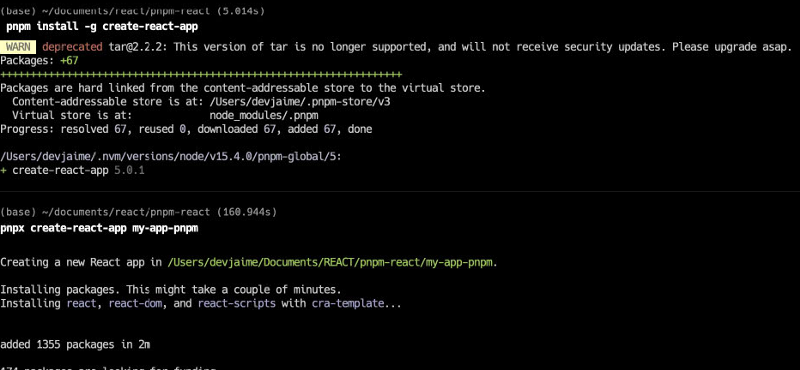 (base) ~/documents/react/pnpm-react (5.014s)
pnpm install -g create-react-app
WARN deprecated tar@2.2.2: This version of tar is no longer supported, and will not receive security updates. Please upgrade asap.
Packages: +67
+++++++++++++++++++++++++++++++++++++++++++++++++++++++++++++++++++
Packages are hard linked from the content-addressable store to the virtual store.
Content-addressable store is at: /Users/devjaime/.pnpm-store/v3
Virtual store is at: node_modules/.pnpm
Progress: resolved 67, reused 0, downloaded 67, added 67, done
/Users/devjaime/.nvm/versions/node/v15.4.0/pnpm-global/5:
+ create-react-app 5.0.1
(base) ~/documents/react/pnpm-react (160.944s)
pnpx create-react-app my-app-pnpm
Creating a new React app in /Users/devjaime/Documents/REACT/pnpm-react/my-app-pnpm.
Installing packages. This might take a couple of minutes.
Installing react, react-dom, and react-scripts with cra-template...
added 1355 packages in 2m
174 packages are looking for funding